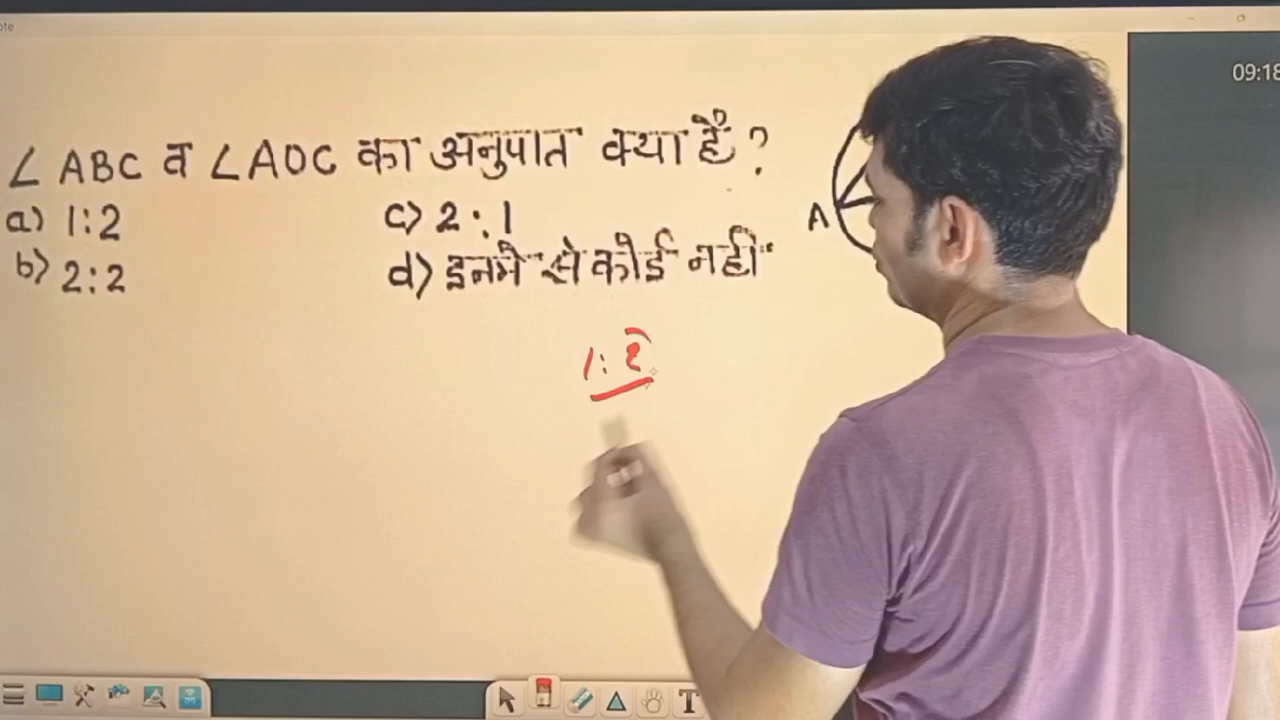 ∠ABC व ∠AOC का अनुपात क्या है ?
a) 1:2
c) 2:1
b) 2:2
d) इनमे से कोई नही
1:2
A
09:18
T